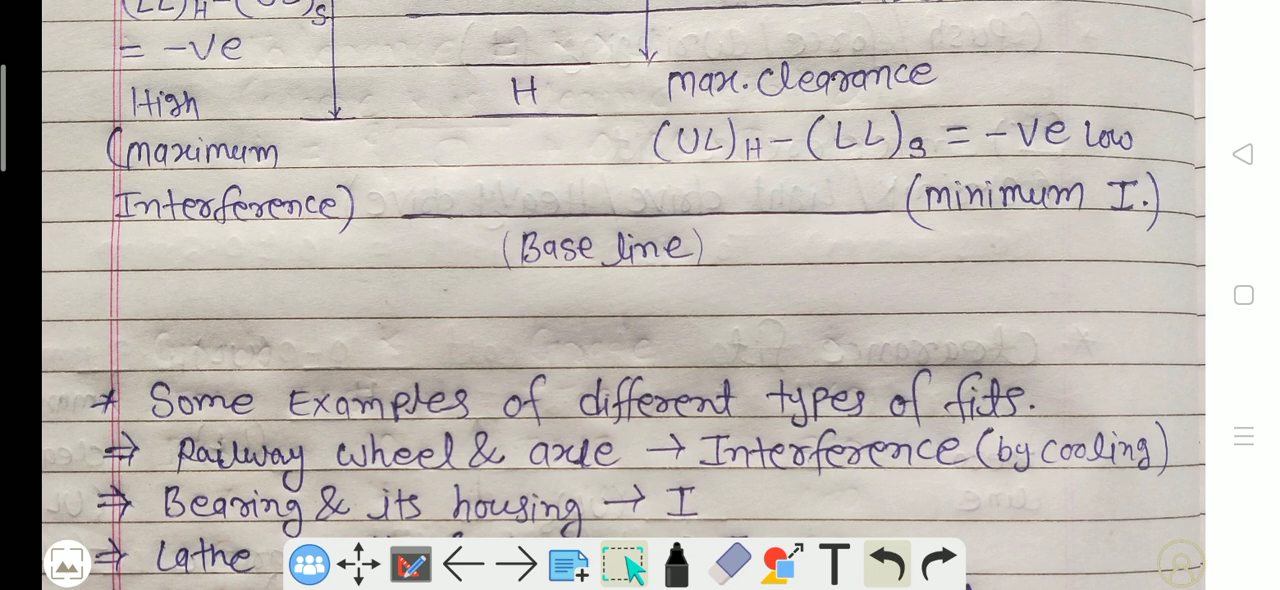 (LL)H - (UL)S
= -ve
High
(maximum
Interference)
H
max. clearance
(UL)H - (LL)S = -ve Low
(minimum I.)
(Base line)
* Some Examples of different types of fits.
⇒ Railway wheel & axle → Interference (by cooling)
⇒ Bearing & its housing → I
⇒ Lathe
T